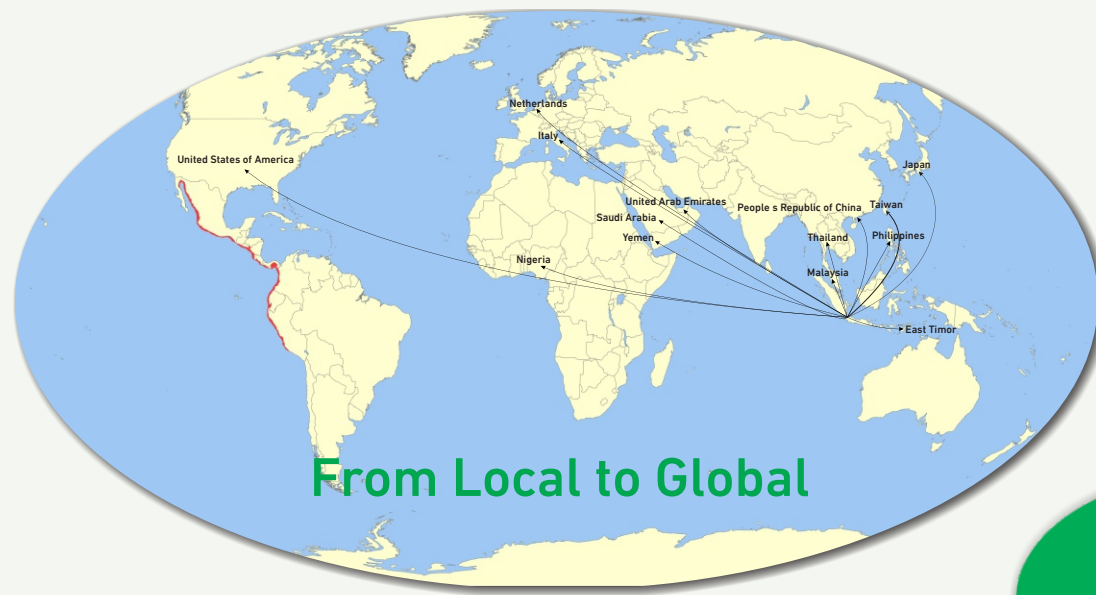 Netherlands
Italy
United States of America
Japan
United Arab Emirates
People s Republic of China
Taiwan
Saudi Arabia
Yemen
Thailand
Philippines
Nigeria
Malaysia
East Timor
From Local to Global